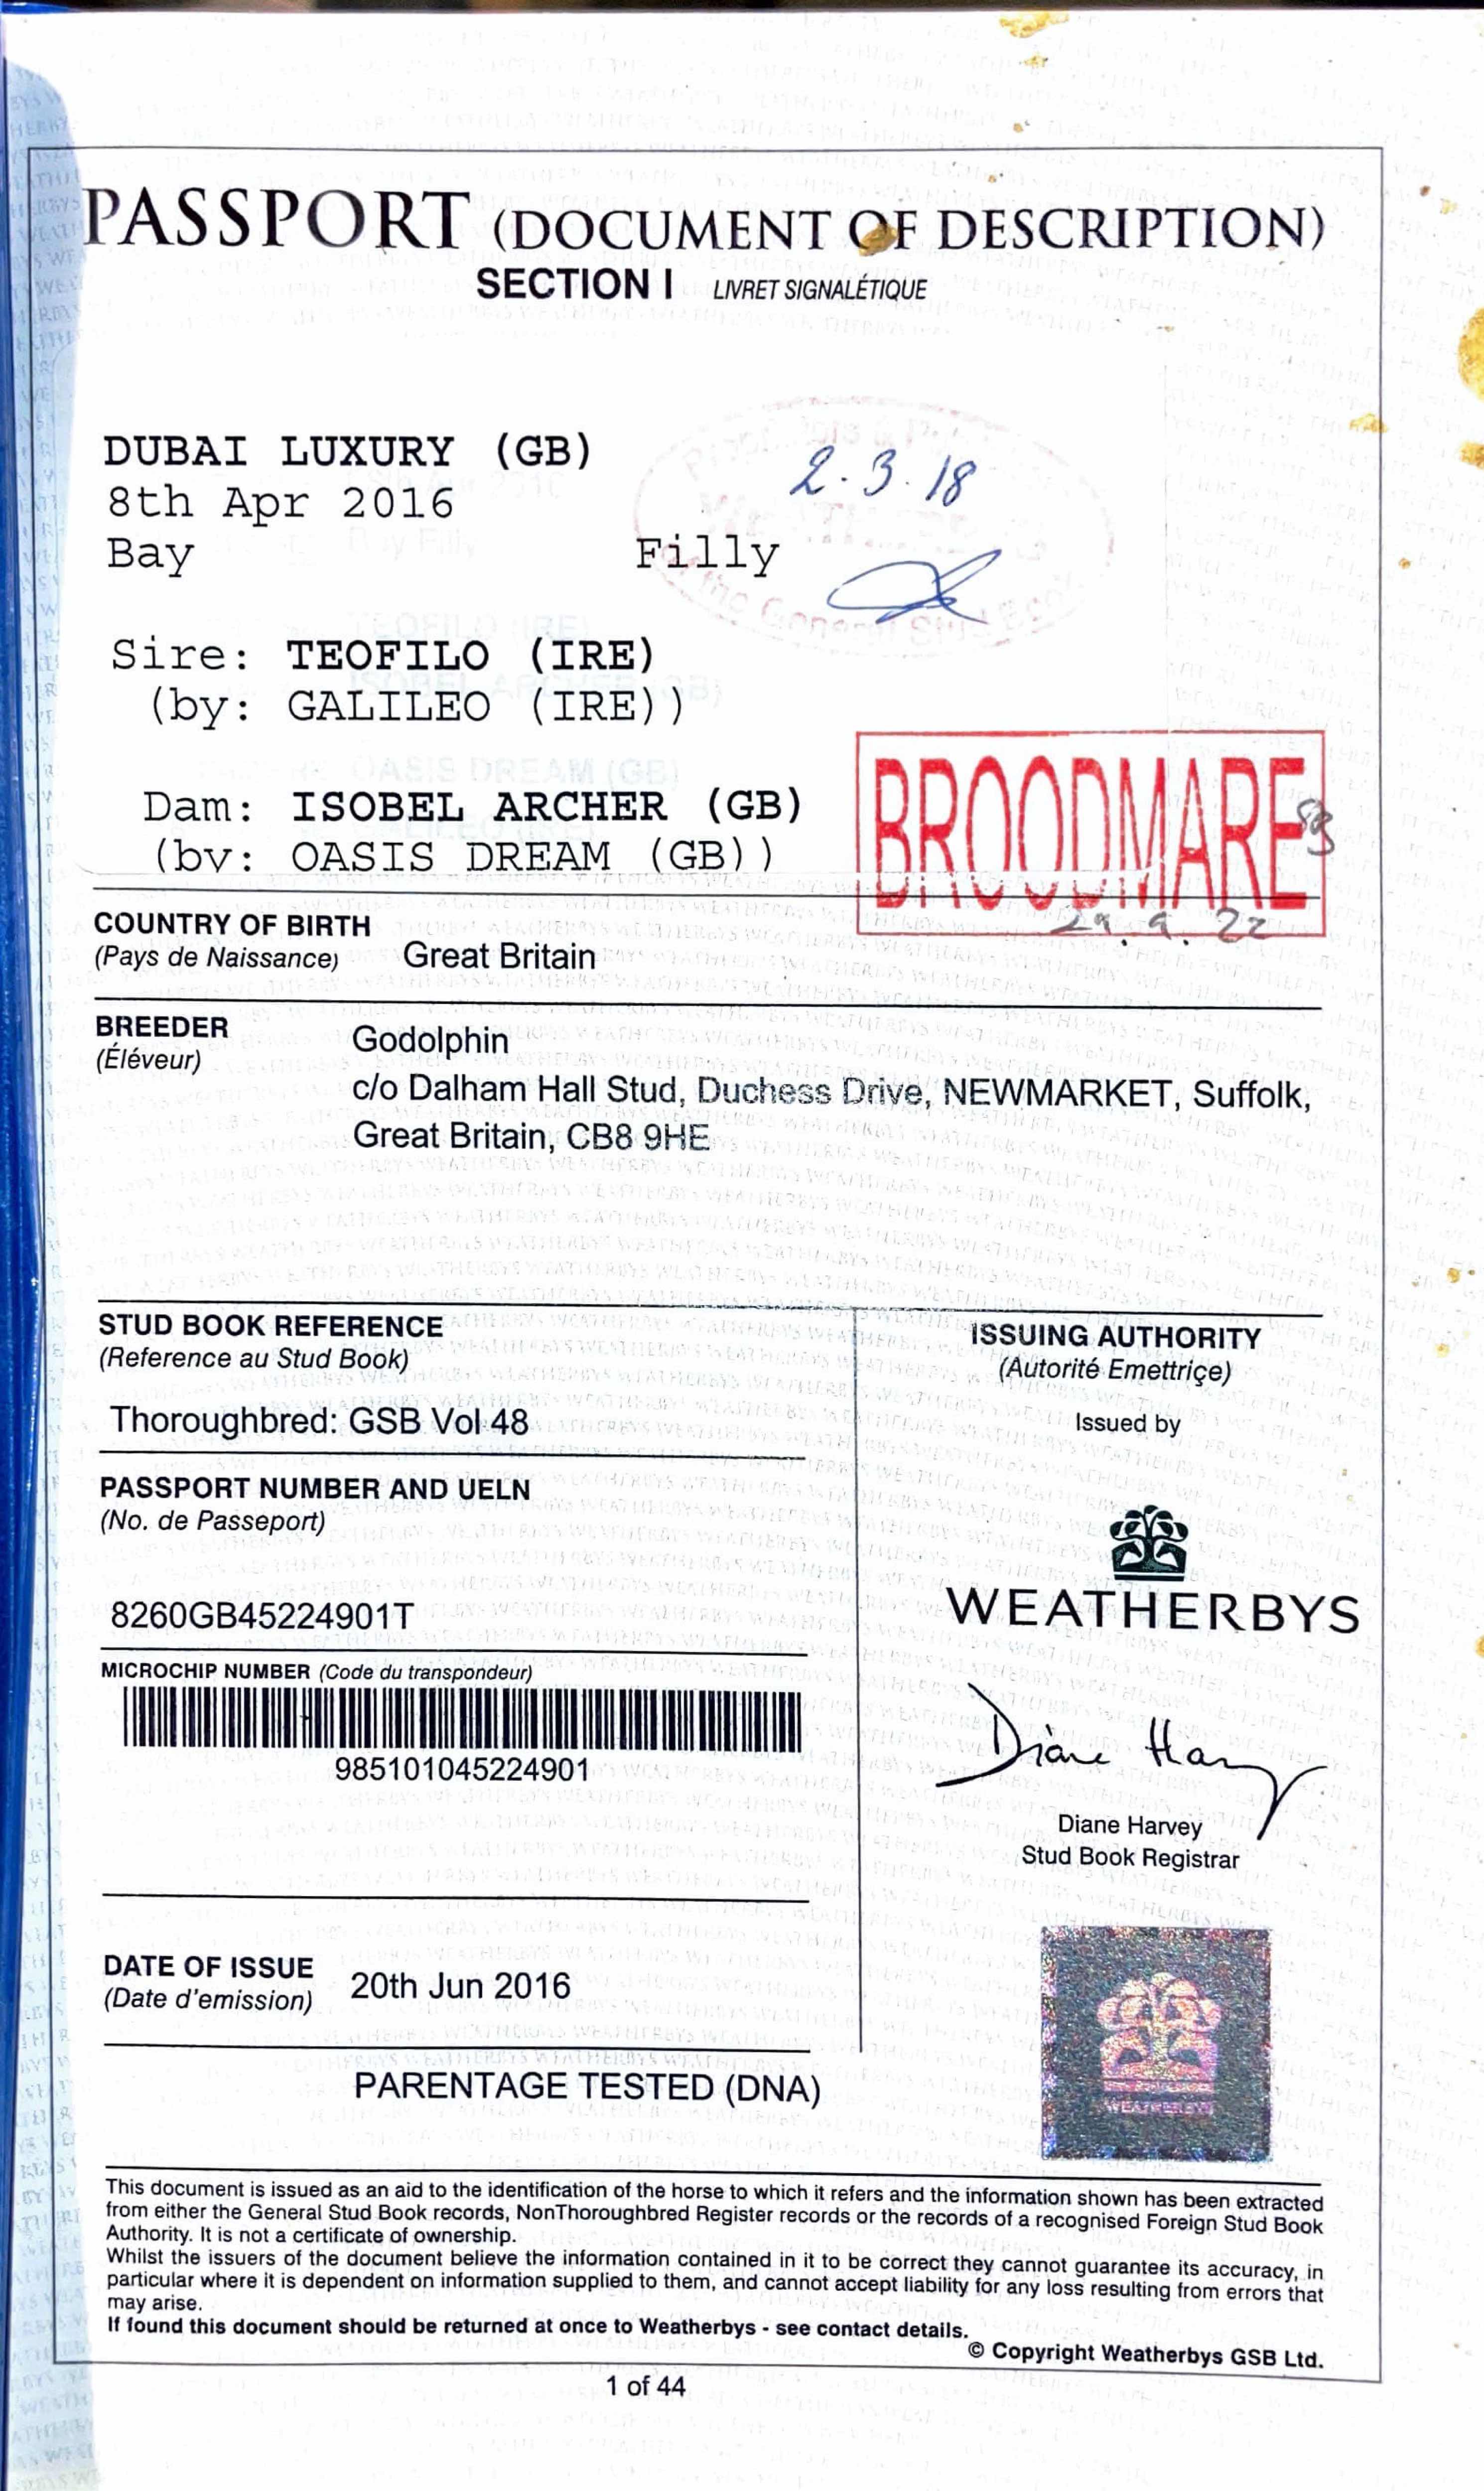 PASSPORT (DOCUMENT OF DESCRIPTION)
SECTION I LIVRET SIGNALÉTIQUE
DUBAI LUXURY (GB)
8th Apr 2016
2.3.18
Bay Filly
Sire: TEOFILO (IRE)
(by: GALILEO (IRE))
Dam: ISOBEL ARCHER (GB)
(by: OASIS DREAM (GB))
BROODMARE
29.9.22
COUNTRY OF BIRTH
(Pays de Naissance) Great Britain
BREEDER
(Éléveur)
Godolphin
c/o Dalham Hall Stud, Duchess Drive, NEWMARKET, Suffolk,
Great Britain, CB8 9HE
STUD BOOK REFERENCE
(Reference au Stud Book)
Thoroughbred: GSB Vol 48
PASSPORT NUMBER AND UELN
(No. de Passeport)
8260GB45224901T
MICROCHIP NUMBER (Code du transpondeur)
985101045224901
DATE OF ISSUE
(Date d'emission) 20th Jun 2016
PARENTAGE TESTED (DNA)
ISSUING AUTHORITY
(Autorité Emettriçe)
Issued by
WEATHERBYS
Diane Harvey
Stud Book Registrar
This document is issued as an aid to the identification of the horse to which it refers and the information shown has been extracted
from either the General Stud Book records, NonThoroughbred Register records or the records of a recognised Foreign Stud Book
Authority. It is not a certificate of ownership.
Whilst the issuers of the document believe the information contained in it to be correct they cannot guarantee its accuracy, in
particular where it is dependent on information supplied to them, and cannot accept liability for any loss resulting from errors that
may arise.
If found this document should be returned at once to Weatherbys - see contact details.
© Copyright Weatherbys GSB Ltd.
1 of 44